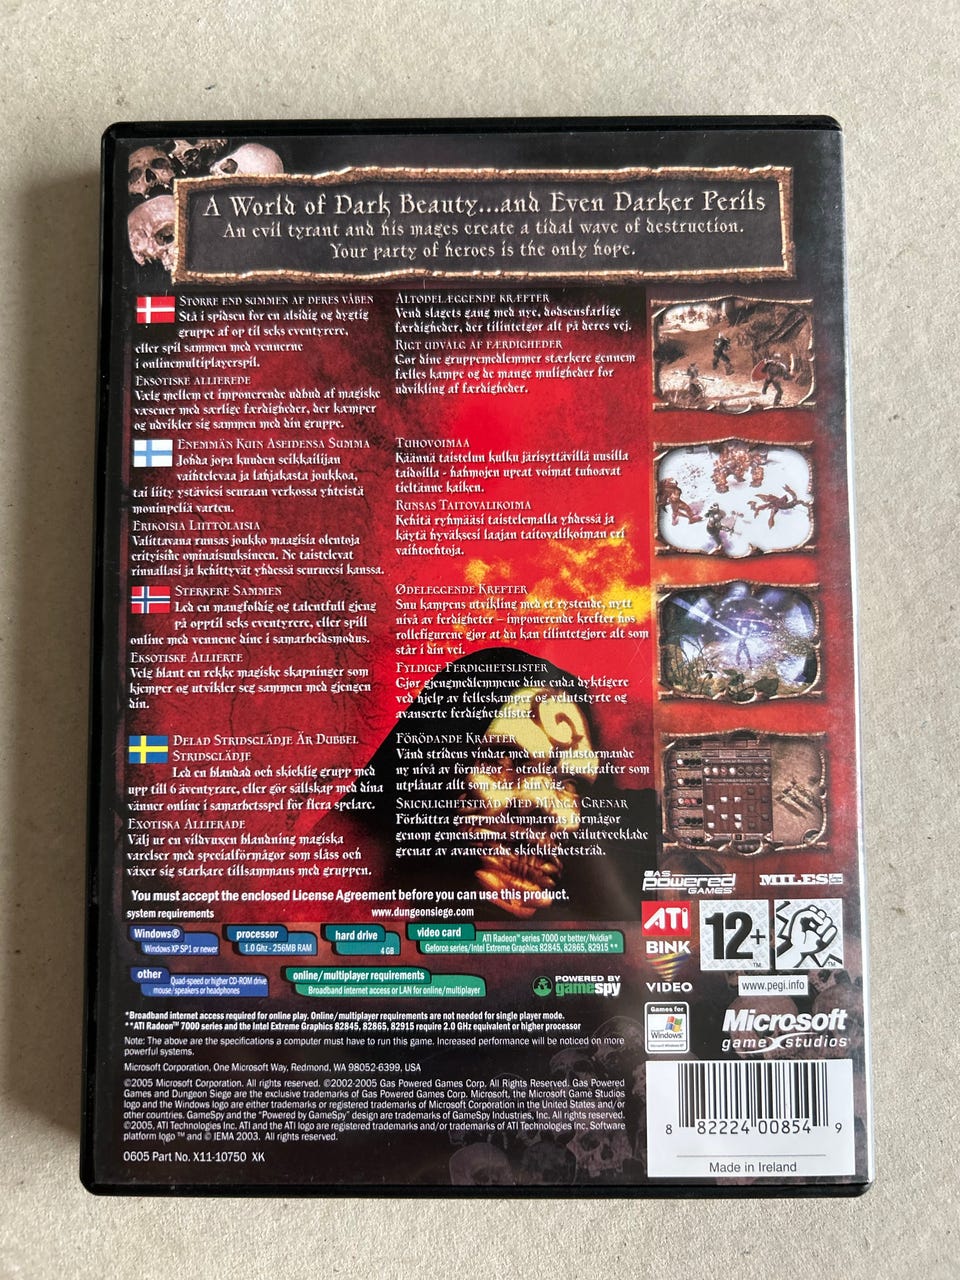 A World of Dark Beauty...and Even Darker Perils
An evil tyrant and his mages create a tidal wave of destruction.
Your party of heroes is the only hope.
Större end summen af deres våben
Stå i spidsen for en alsidig og dygtig
gruppe af op til seks eventyrere,
eller spil sammen med vennerne
i onlinemultiplayerspil.
Eksotiske allierede
Vælg mellem et imponerende udbud af magiske
væsener med særlige færdigheder, der kæmper
og udvikler sig sammen med din gruppe.
Altødelæggende kræfter
Vend slagets gang med nye, dødsensfarlige
færdigheder, der tilintetgør alt på deres vej.
Rigt udvalg af færdigheder
Gør dine gruppemedlemmer stærkere gennem
fælles kampe og de mange muligheder for
udvikling af færdigheder.
Enemmän Kuin Aseidensa Summa
Johda jopa kuuden seikkailijan
vaihtelevaa ja lahjakasta joukkoa,
tai liity ystäviesi seuraan verkossa yhteistä
moninpeliä varten.
Erikoisia Liittolaisia
Valittavana runsas joukko maagisia olentoja
erityisine ominaisuuksineen. Ne taistelevat
rinnallasi ja kehittyvät yhdessä seurueesi kanssa.
Tuhovoimaa
Käännä taistelun kulku järisyttävillä uusilla
taidoilla - hahmojen upeat voimat tuhoavat
tieltänne kaiken.
Runsas Taitovalikoima
Kehitä ryhmääsi taistelemalla yhdessä ja
käytä hyväksesi laajan taitovalikoiman eri
vaihtoehtoja.
Sterkere Sammen
Led en mangfoldig og talentfull gjeng
på opptil seks eventyrere, eller spill
online med vennene dine i samarbeidsmodus.
Eksotiske Allierte
Velg blant en rekke magiske skapninger som
kjemper og utvikler seg sammen med gjengen
din.
Ødeleggende Krefter
Snu kampens utvikling med et rystende, nytt
nivå av ferdigheter – imponerende krefter hos
rollefigurene gjør at du kan tilintetgjøre alt som
står i din vei.
Fyldige Ferdighetslister
Gjør gjengmedlemmene dine enda dyktigere
ved hjelp av felleskamper og velutstyrte og
avanserte ferdighetslister.
Delad Stridsglädje Är Dubbel
Stridsglädje
Led en blandad och skicklig grupp med
upp till 6 äventyrare, eller gör sällskap med dina
vänner online i samarbetsspel för flera spelare.
Exotiska Allierade
Välj ur en vildvuxen blandning magiska
varelser med specialförmågor som slåss och
växer sig starkare tillsammans med gruppen.
Förödande Krafter
Vänd stridens vindar med en himlastormande
ny nivå av förmågor – otroliga figurkrafter som
utplånar allt som står i din väg.
Skicklighetsträd Med Många Grenar
Förbättra gruppmedlemmarnas förmågor
genom gemensamma strider och välutvecklade
grenar av avancerade skicklighetsträd.
GAS
powered
GAMES
MILES
You must accept the enclosed License Agreement before you can use this product.
system requirements
www.dungeonsiege.com
Windows®
Windows XP SP1 or newer
processor
1.0 Ghz - 256MB RAM
hard drive
4 GB
video card
ATI Radeon™ series 7000 or better/Nvidia®
Geforce series/Intel Extreme Graphics 82845, 82865, 82915 **
other
Quad-speed or higher CD-ROM drive
mouse/speakers or headphones
online/multiplayer requirements
Broadband internet access or LAN for online/multiplayer
POWERED BY
gamespy
ATI
BINK
VIDEO
12+
™
™
www.pegi.info
*Broadband internet access required for online play. Online/multiplayer requirements are not needed for single player mode.
**ATI Radeon™ 7000 series and the Intel Extreme Graphics 82845, 82865, 82915 require 2.0 GHz equivalent or higher processor
Note: The above are the specifications a computer must have to run this game. Increased performance will be noticed on more
powerful systems.
Microsoft Corporation, One Microsoft Way, Redmond, WA 98052-6399, USA
©2005 Microsoft Corporation. All rights reserved. ©2002-2005 Gas Powered Games Corp. All Rights Reserved. Gas Powered
Games and Dungeon Siege are the exclusive trademarks of Gas Powered Games Corp. Microsoft, the Microsoft Game Studios
logo and the Windows logo are either trademarks or registered trademarks of Microsoft Corporation in the United States and/or
other countries. GameSpy and the "Powered by GameSpy" design are trademarks of GameSpy Industries, Inc. All rights reserved.
©2005, ATI Technologies Inc. ATI and the ATI logo are registered trademarks and/or trademarks of ATI Technologies Inc. Software
platform logo ™ and © IEMA 2003. All rights reserved.
0605 Part No. X11-10750 XK
Games for
Microsoft
Windows
Microsoft
game studios
8 82224 00854 9
Made in Ireland